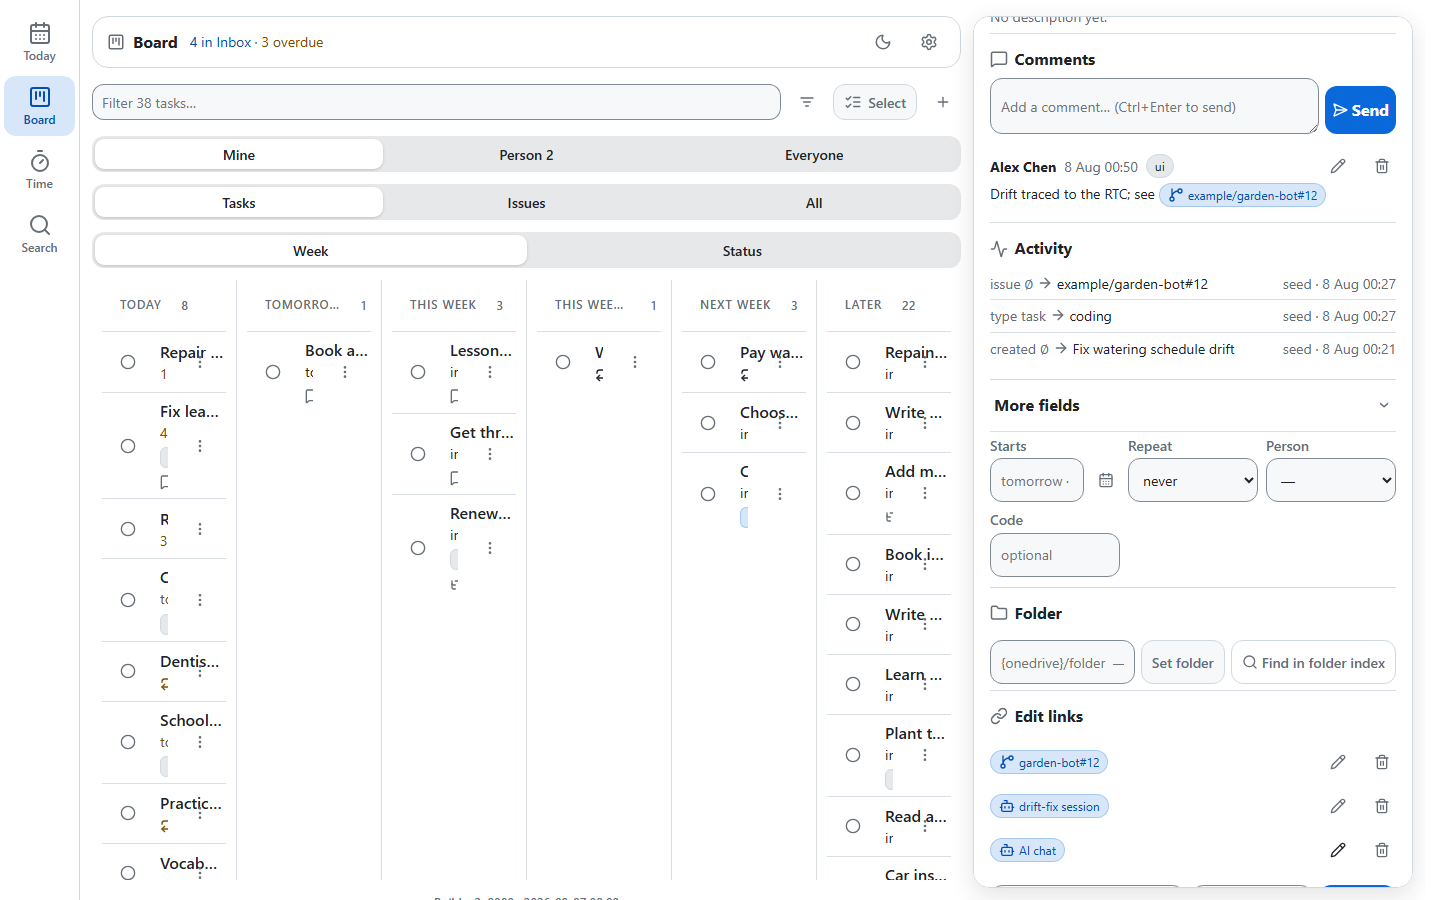 Today
Board
Time
Search
Board 4 in Inbox · 3 overdue
Filter 38 tasks...
Select
Mine Person 2 Everyone
Tasks Issues All
Week Status
TODAY 8
Repair ...
1
Fix lea...
4
R
3
C
Dentis...
School...
Practic...
Vocab...
TOMORRO... 1
Book a...
THIS WEEK 3
Lesson...
Get thr...
Renew...
THIS WEE... 1
NEXT WEEK 3
Pay wa...
Choos...
C
LATER 22
Repain...
Write ...
Add m...
Book i...
Write ...
Learn ...
Plant t...
Read a...
Car ins...
No description yet.
Comments
Add a comment... (Ctrl+Enter to send)
Send
Alex Chen 8 Aug 00:50 ui
Drift traced to the RTC; see example/garden-bot#12
Activity
issue ∅ → example/garden-bot#12 seed · 8 Aug 00:27
type task → coding seed · 8 Aug 00:27
created ∅ → Fix watering schedule drift seed · 8 Aug 00:21
More fields
Starts Repeat Person
tomorrow · never —
Code
optional
Folder
{onedrive}/folder — Set folder Find in folder index
Edit links
garden-bot#12
drift-fix session
AI chat